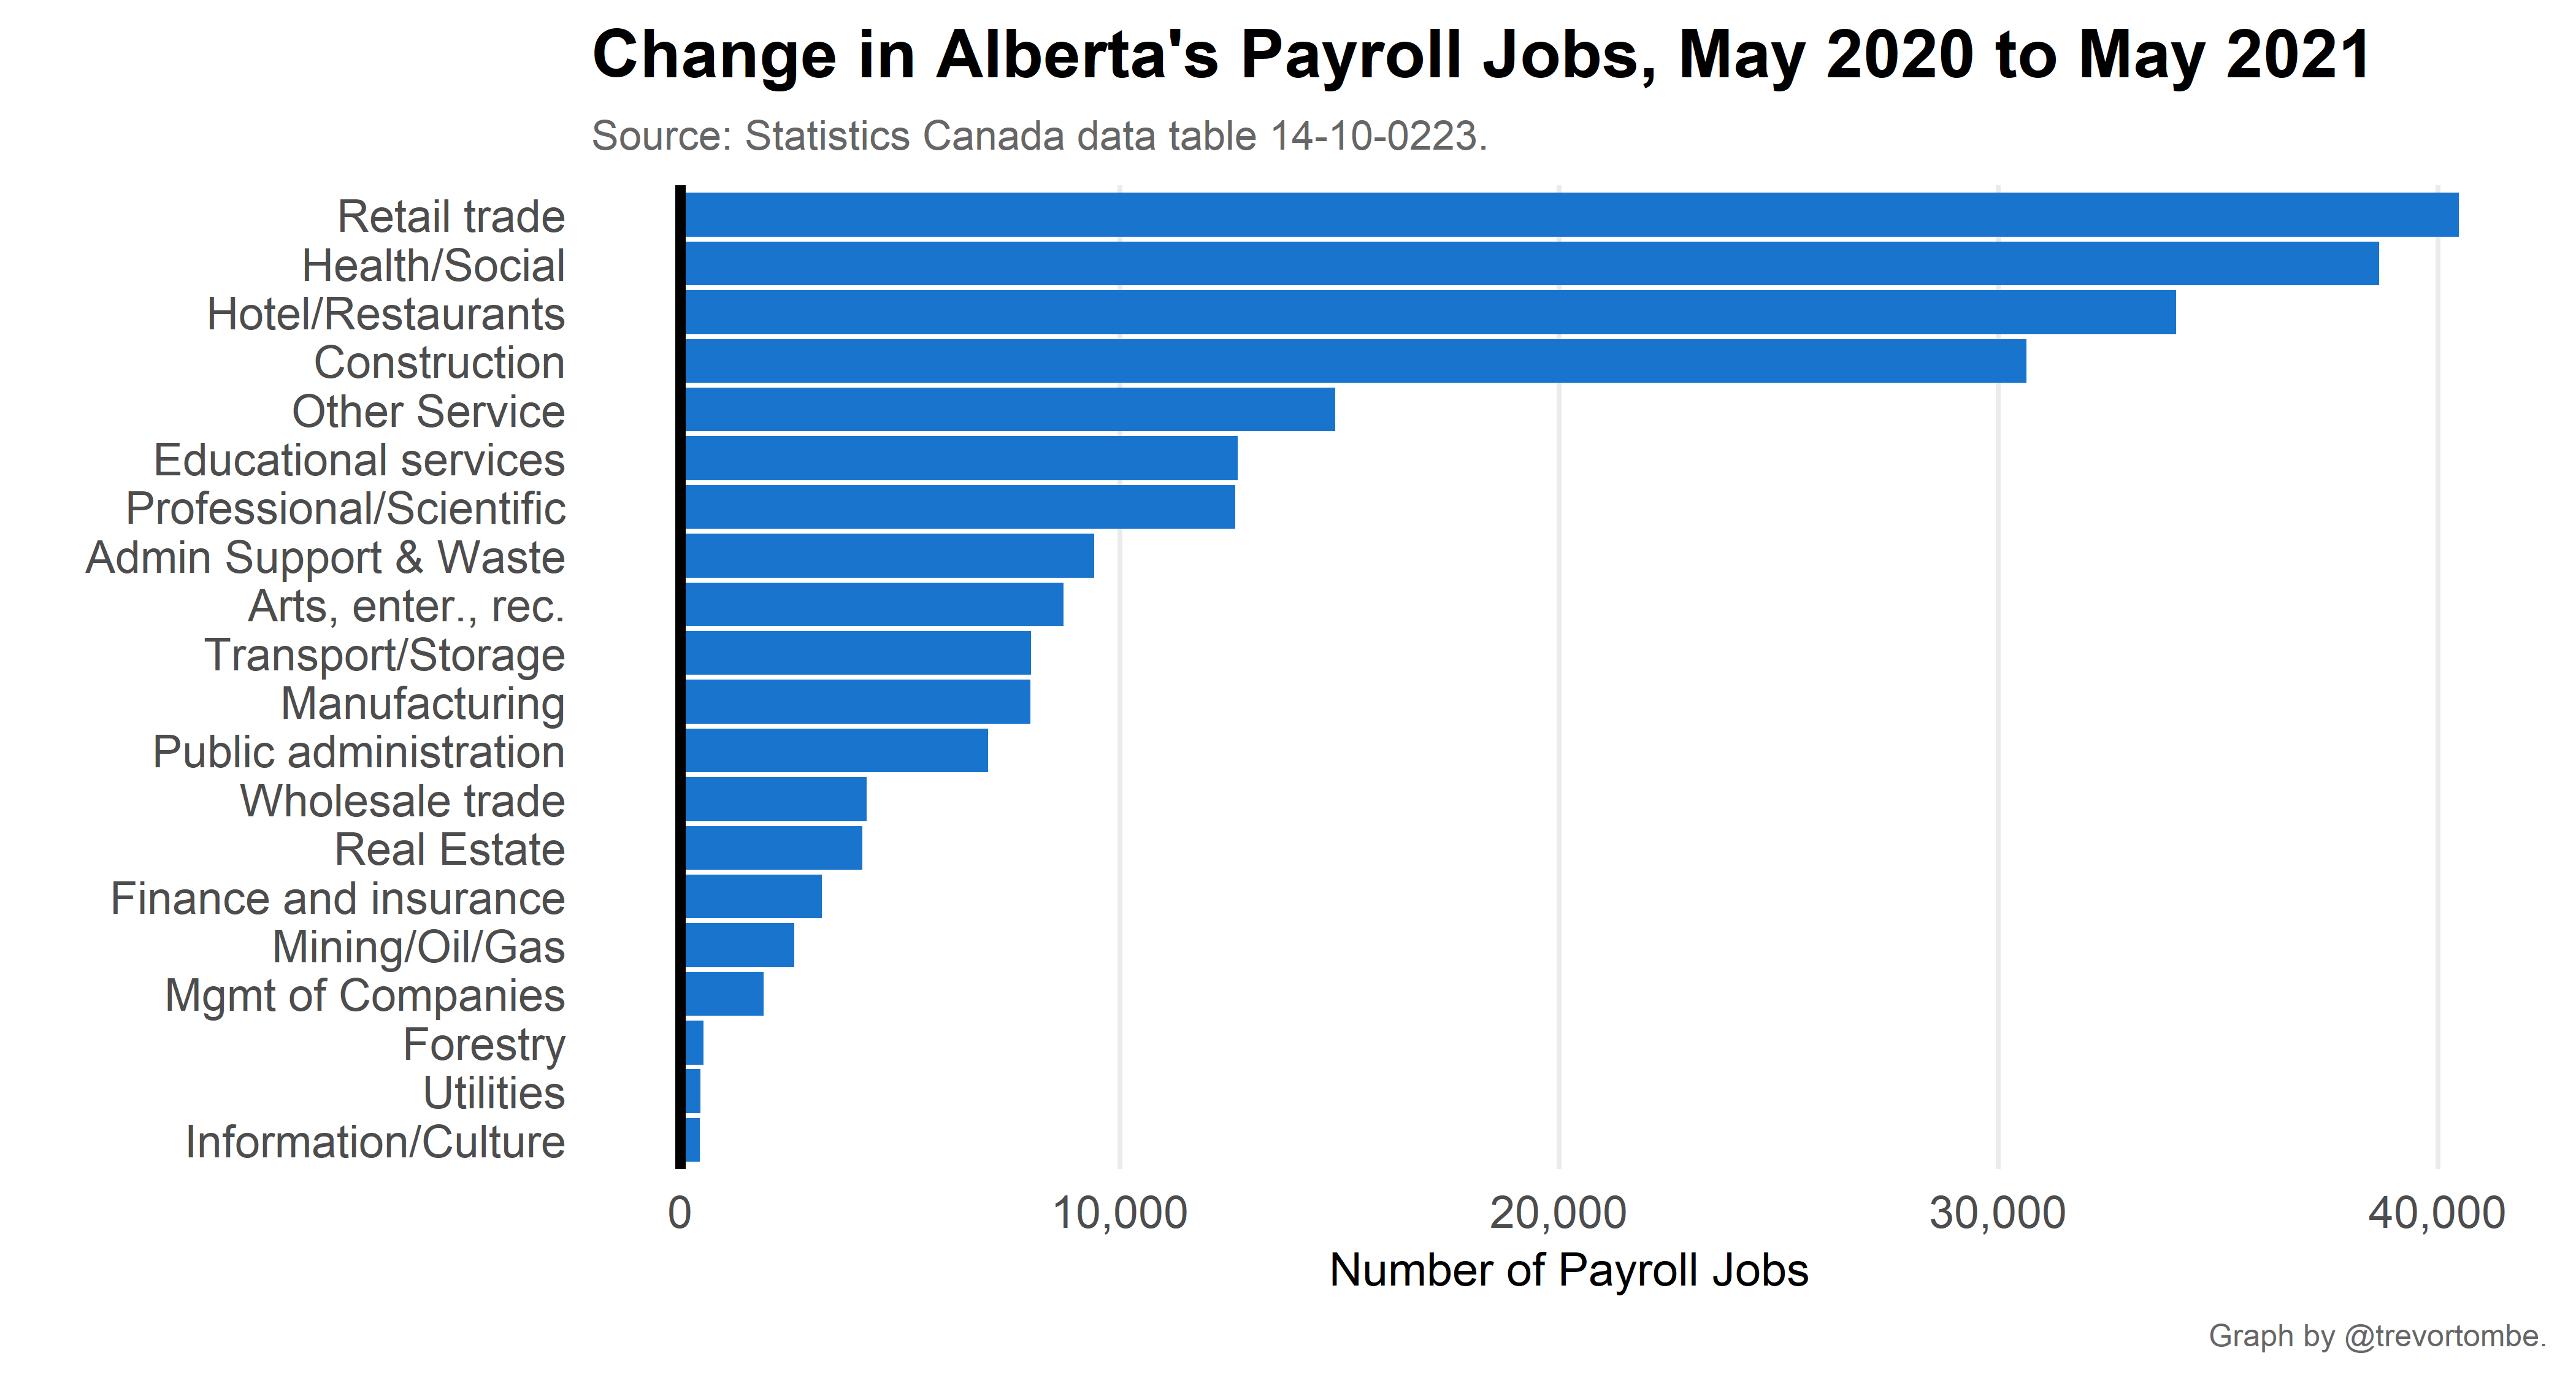 Change in Alberta's Payroll Jobs, May 2020 to May 2021
Source: Statistics Canada data table 14-10-0223.
Retail trade
Health/Social
Hotel/Restaurants
Construction
Other Service
Educational services
Professional/Scientific
Admin Support & Waste
Arts, enter., rec.
Transport/Storage
Manufacturing
Public administration
Wholesale trade
Real Estate
Finance and insurance
Mining/Oil/Gas
Mgmt of Companies
Forestry
Utilities
Information/Culture
0 10,000 20,000 30,000 40,000
Number of Payroll Jobs
Graph by @trevortombe.